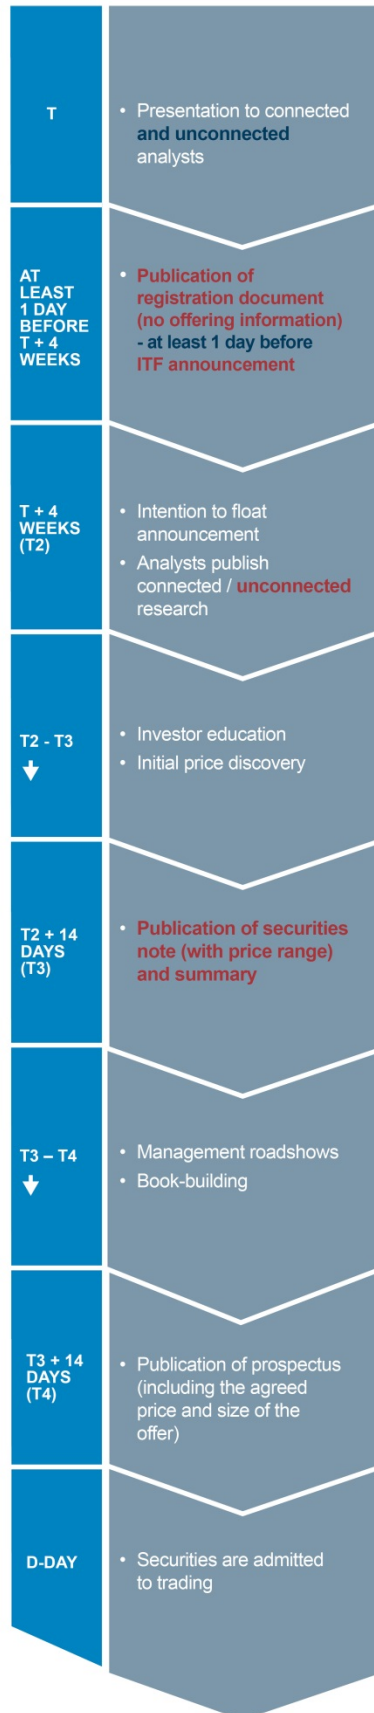 T
• Presentation to connected
and unconnected
analysts
AT
LEAST
1 DAY
BEFORE
T + 4
WEEKS
• Publication of
registration document
(no offering information)
- at least 1 day before
ITF announcement
T + 4
WEEKS
(T2)
• Intention to float
announcement
• Analysts publish
connected / unconnected
research
T2 - T3
• Investor education
• Initial price discovery
T2 + 14
DAYS
(T3)
• Publication of securities
note (with price range)
and summary
T3 – T4
• Management roadshows
• Book-building
T3 + 14
DAYS
(T4)
• Publication of prospectus
(including the agreed
price and size of the
offer)
D-DAY
• Securities are admitted
to trading